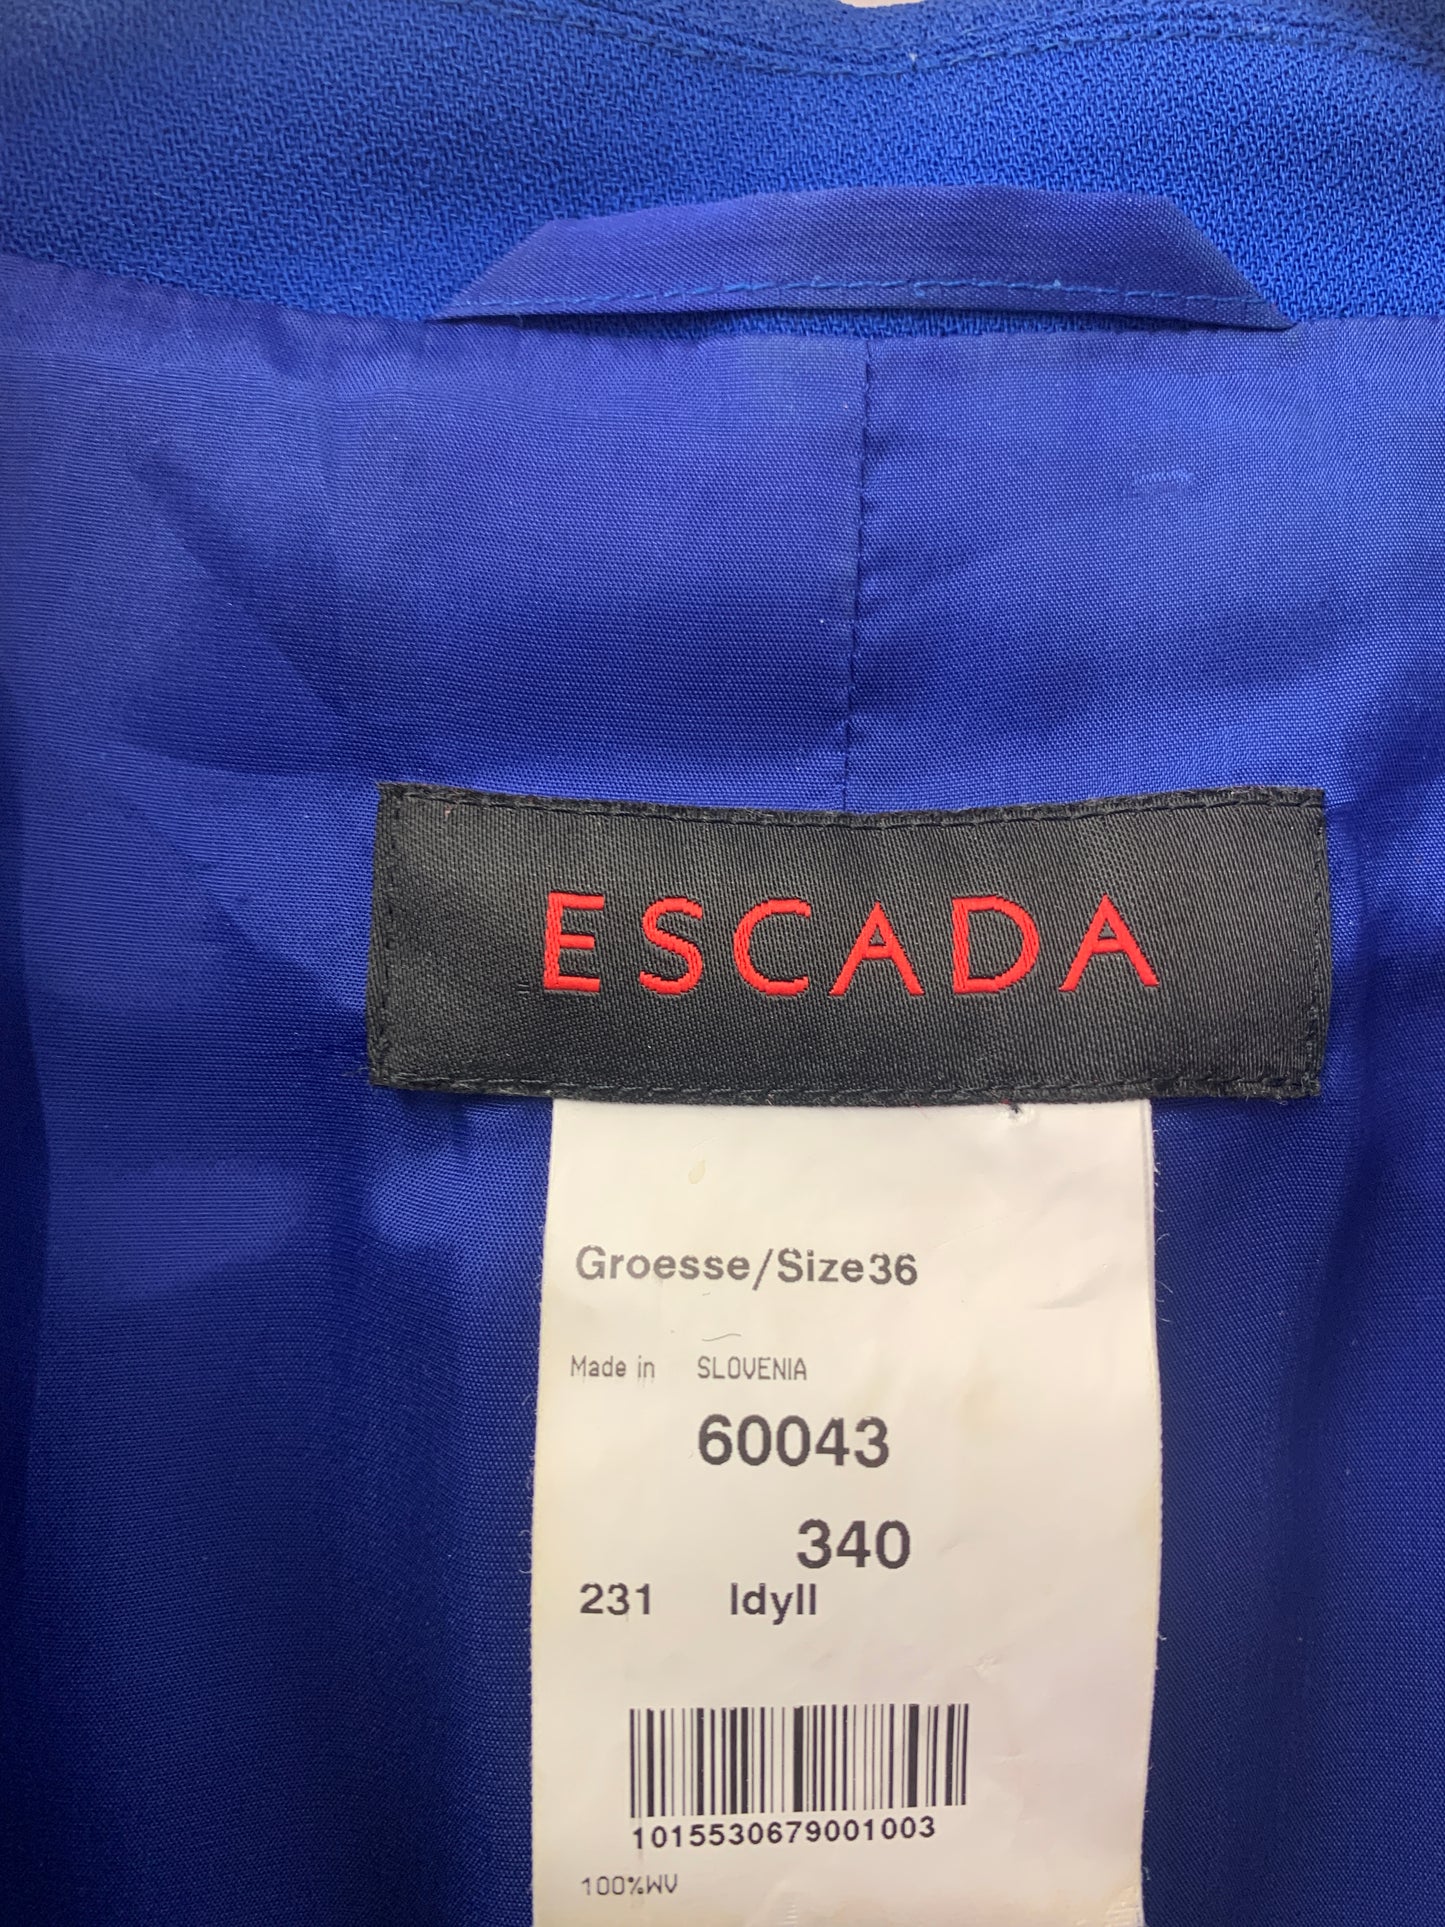 ESCADA
Groesse/Size36
Made in SLOVENIA
60043
340
231 Idyll
1015530679001003
100%WV